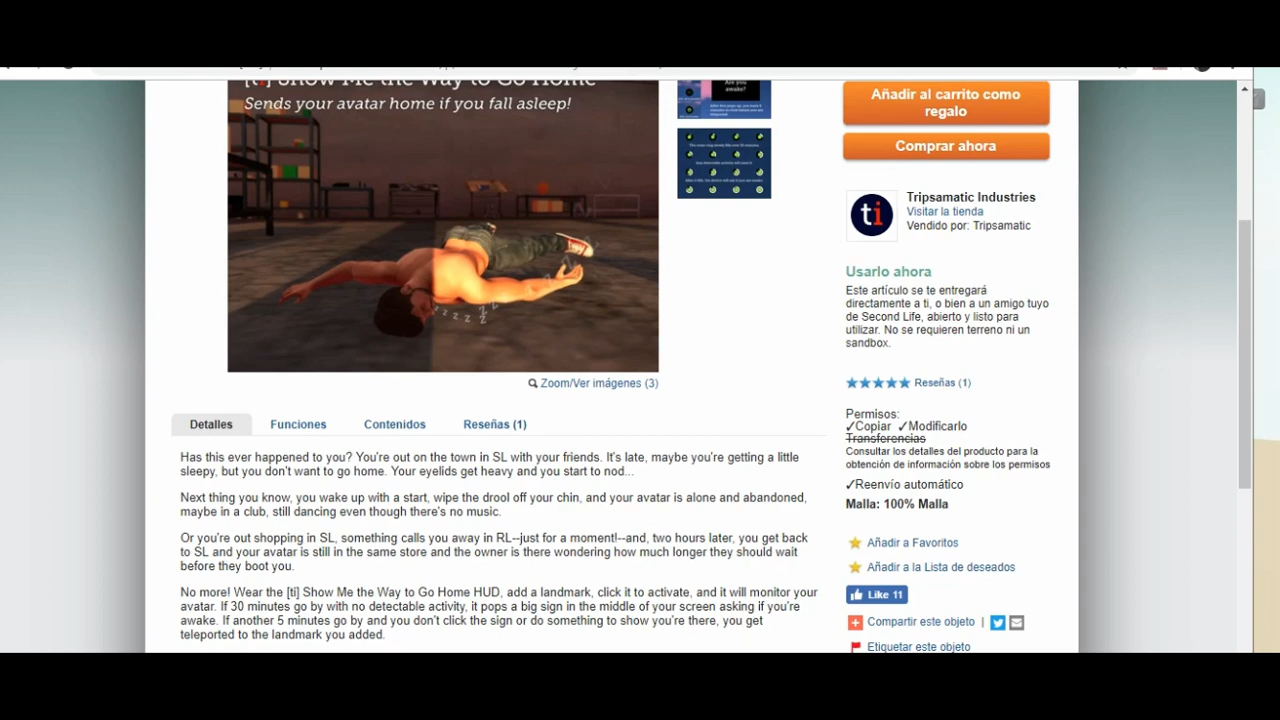 [ti] Show Me the Way to Go Home
Sends your avatar home if you fall asleep!
Are you
awake?
Añadir al carrito como
regalo
Comprar ahora
ti
Tripsamatic Industries
Visitar la tienda
Vendido por: Tripsamatic
Usarlo ahora
Este artículo se te entregará
directamente a ti, o bien a un amigo tuyo
de Second Life, abierto y listo para
utilizar. No se requieren terreno ni un
sandbox.
Zoom/Ver imágenes (3)
Reseñas (1)
Permisos:
✓Copiar ✓Modificarlo
Transferencias
Consultar los detalles del producto para la
obtención de información sobre los permisos
✓Reenvío automático
Malla: 100% Malla
Añadir a Favoritos
Añadir a la Lista de deseados
Like 11
Compartir este objeto |
Etiquetar este objeto
Detalles
Funciones
Contenidos
Reseñas (1)
Has this ever happened to you? You're out on the town in SL with your friends. It's late, maybe you're getting a little
sleepy, but you don't want to go home. Your eyelids get heavy and you start to nod...
Next thing you know, you wake up with a start, wipe the drool off your chin, and your avatar is alone and abandoned,
maybe in a club, still dancing even though there's no music.
Or you're out shopping in SL, something calls you away in RL--just for a moment!--and, two hours later, you get back
to SL and your avatar is still in the same store and the owner is there wondering how much longer they should wait
before they boot you.
No more! Wear the [ti] Show Me the Way to Go Home HUD, add a landmark, click it to activate, and it will monitor your
avatar. If 30 minutes go by with no detectable activity, it pops a big sign in the middle of your screen asking if you're
awake. If another 5 minutes go by and you don't click the sign or do something to show you're there, you get
teleported to the landmark you added.